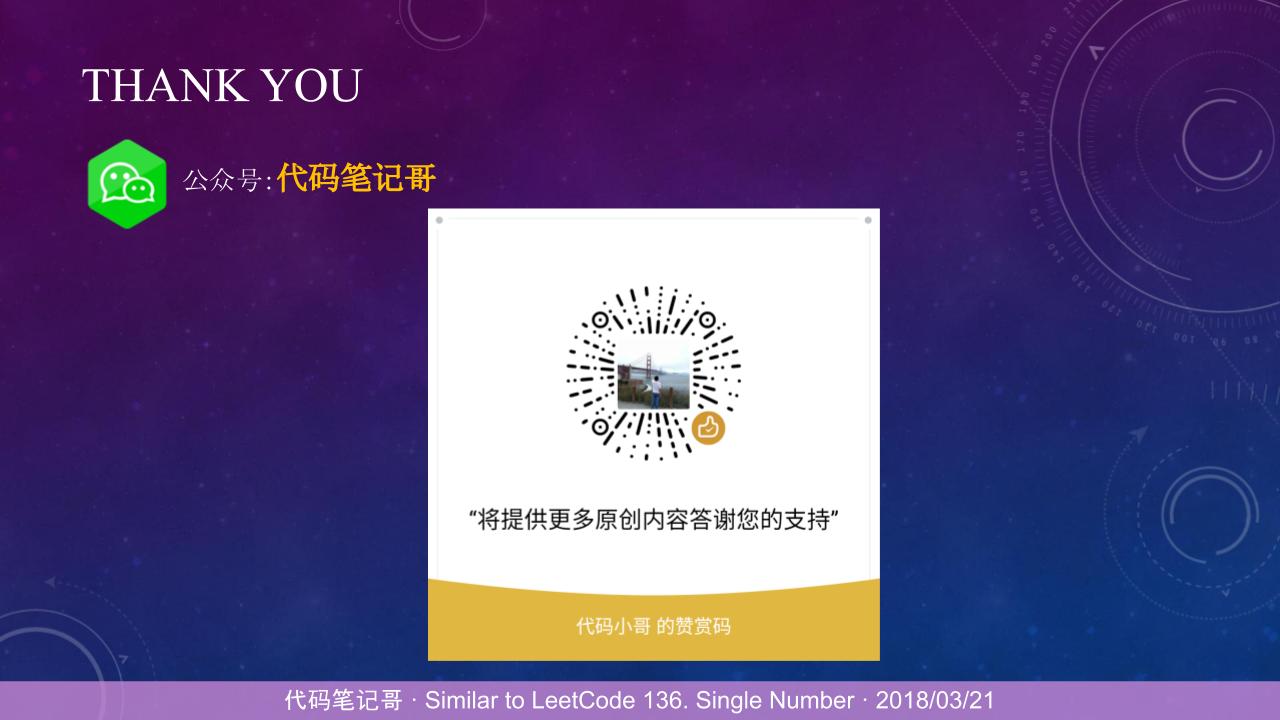 THANK YOU
公众号:代码笔记哥
“将提供更多原创内容答谢您的支持”
代码小哥 的赞赏码
代码笔记哥 · Similar to LeetCode 136. Single Number · 2018/03/21